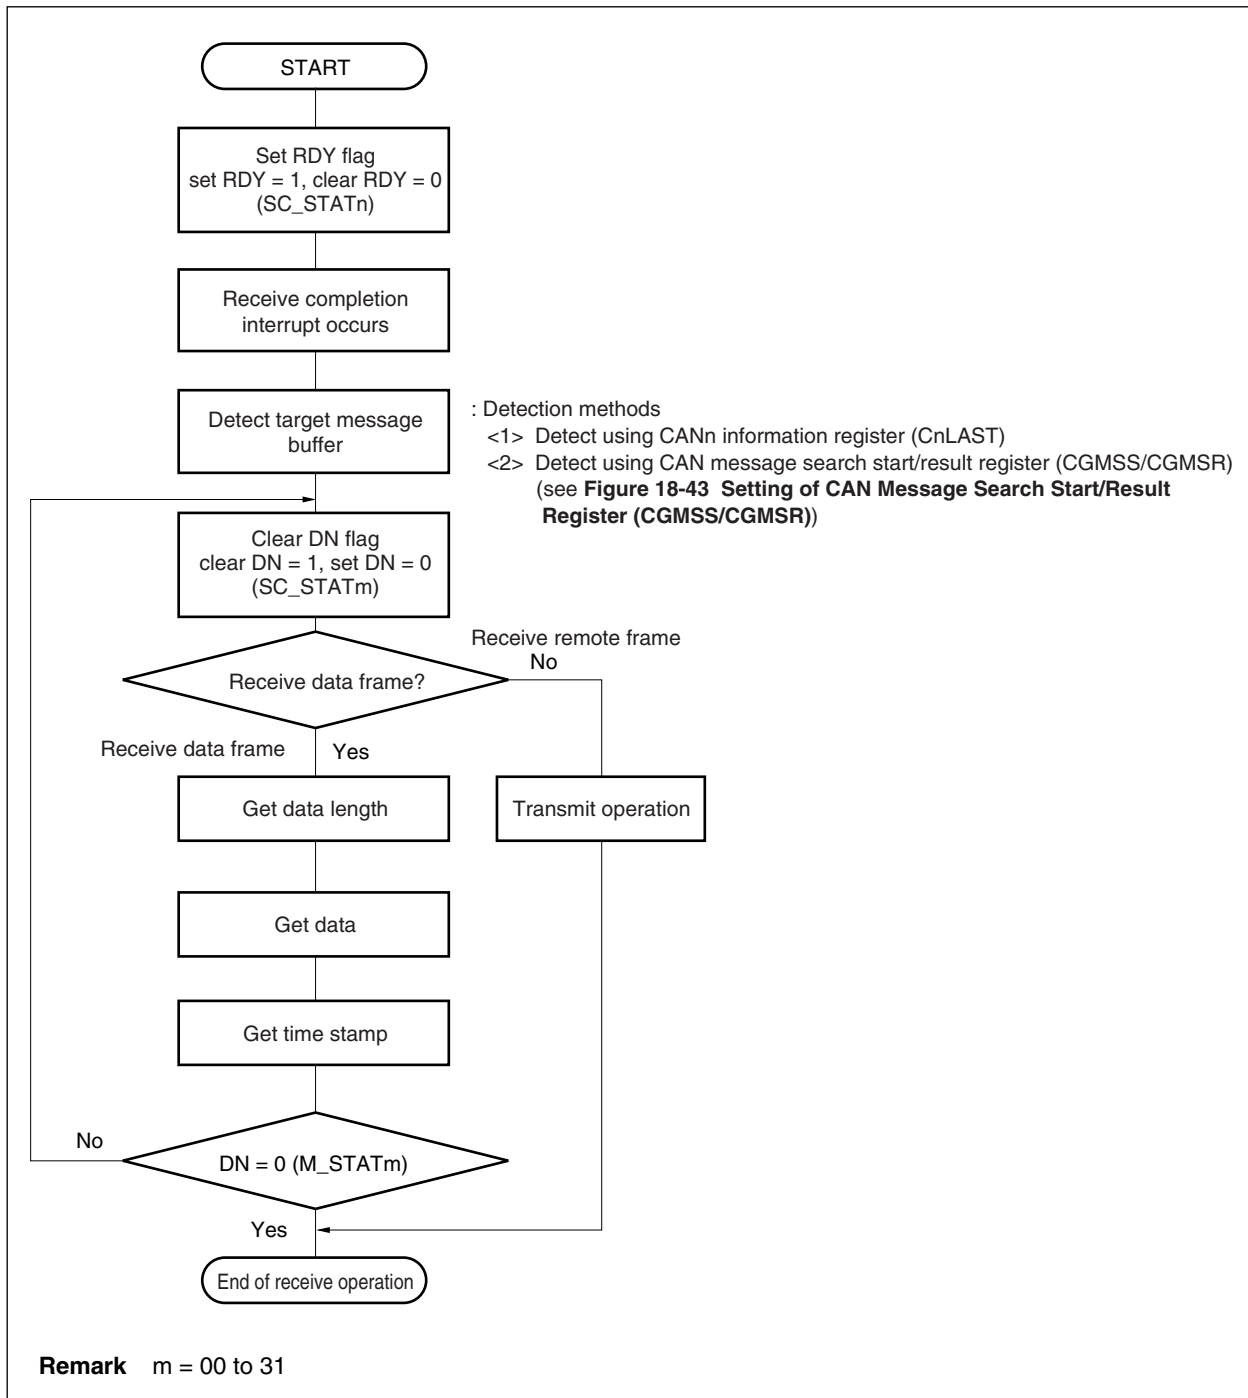 START
Set RDY flag
set RDY = 1, clear RDY = 0
(SC_STATn)
Receive completion
interrupt occurs
Detect target message
buffer
: Detection methods
<1> Detect using CANn information register (CnLAST)
<2> Detect using CAN message search start/result register (CGMSS/CGMSR)
(see Figure 18-43 Setting of CAN Message Search Start/Result
Register (CGMSS/CGMSR))
Clear DN flag
clear DN = 1, set DN = 0
(SC_STATm)
Receive remote frame
No
Receive data frame?
Receive data frame
Yes
Get data length
Transmit operation
Get data
Get time stamp
No
DN = 0 (M_STATm)
Yes
End of receive operation
Remark m = 00 to 31